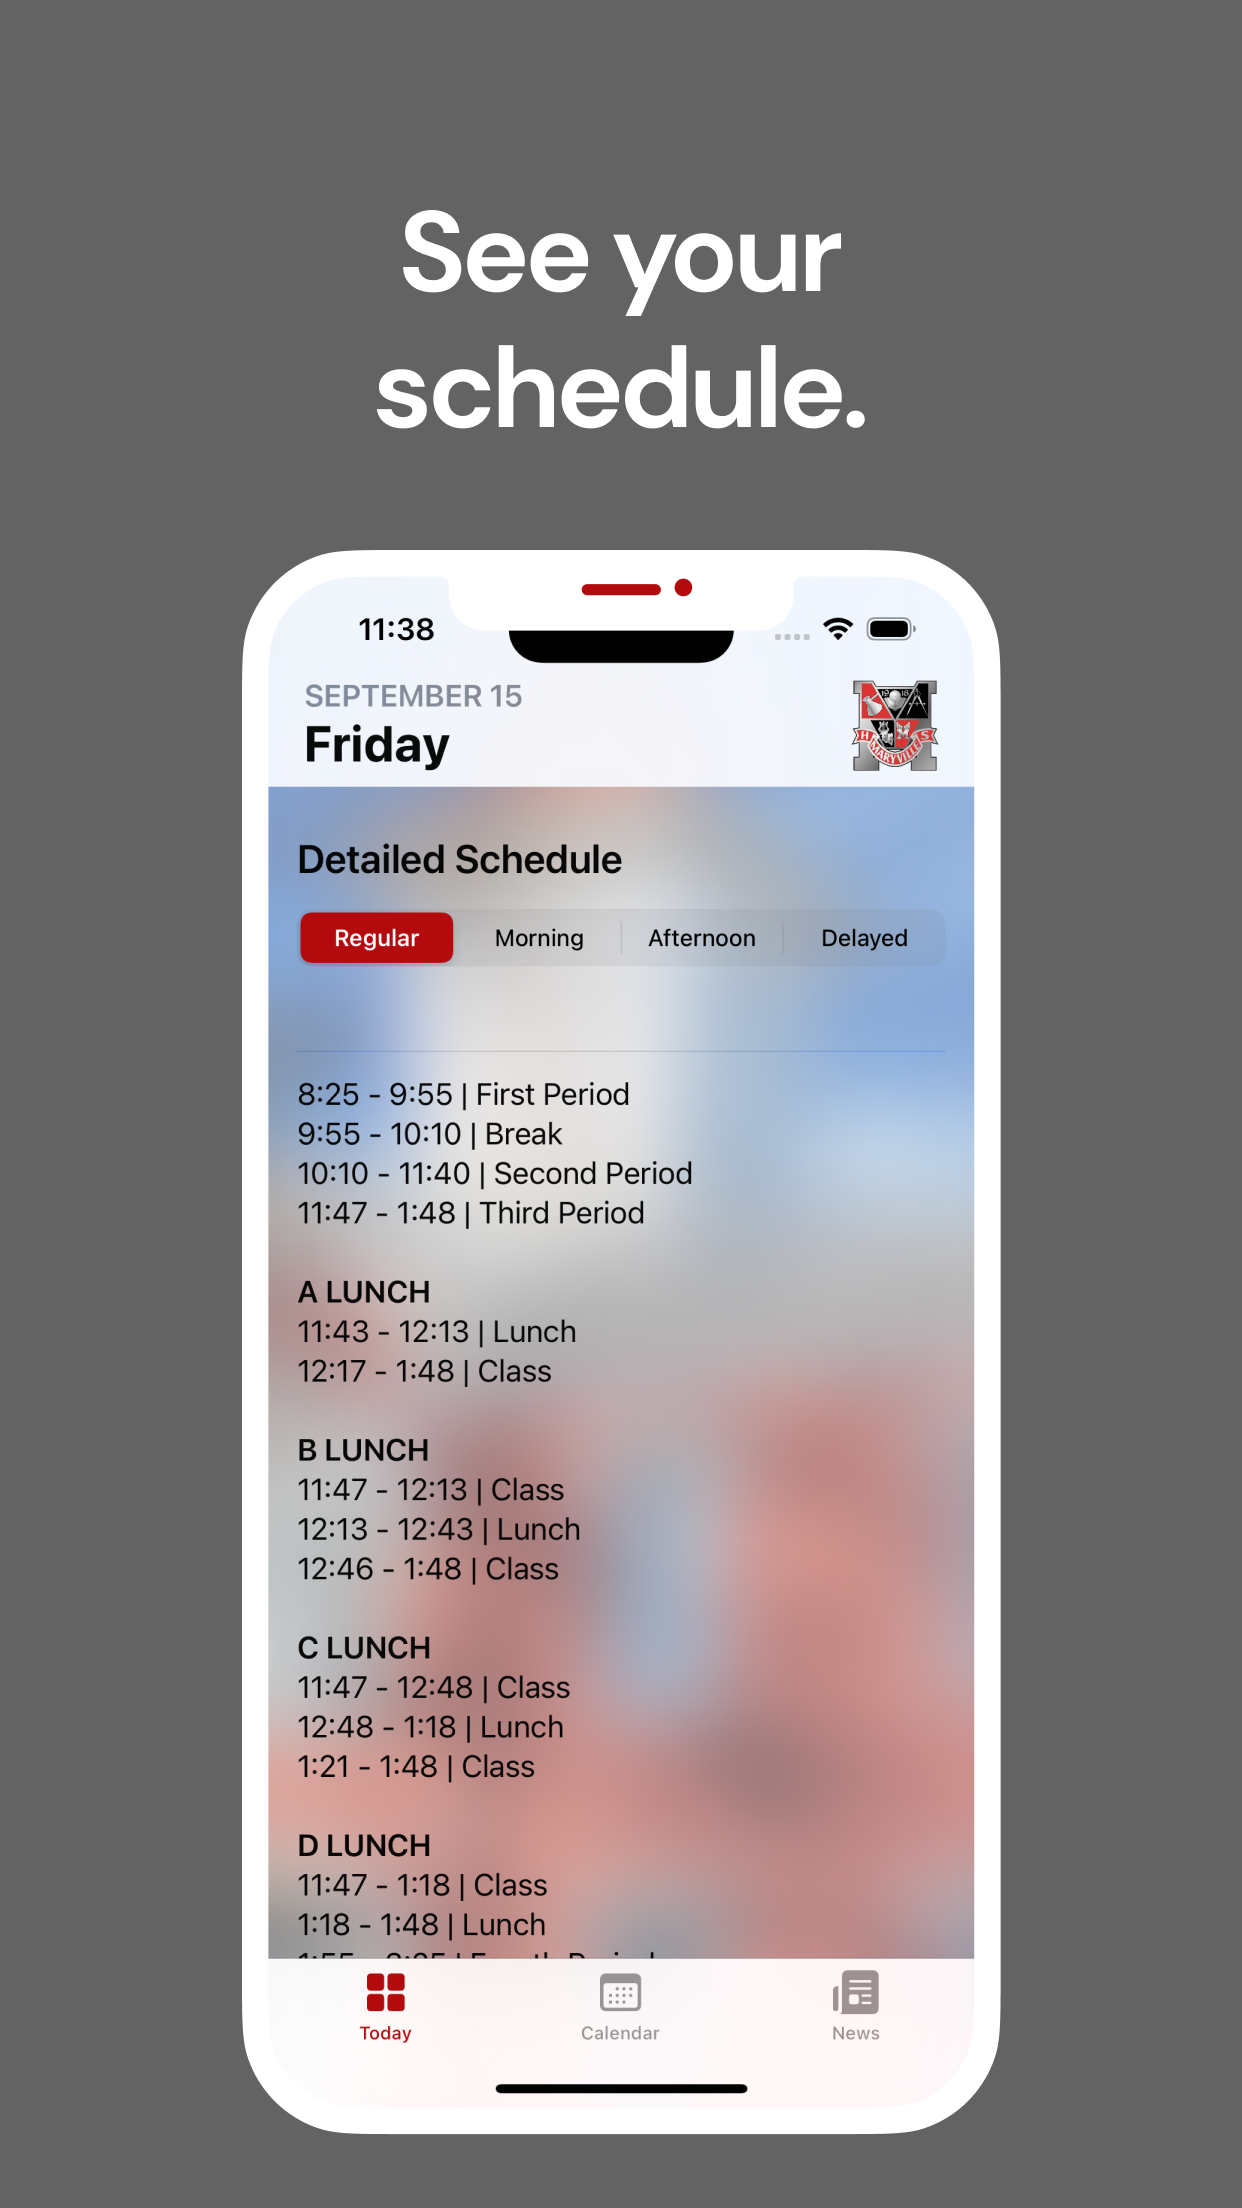 See your
schedule.
11:38
SEPTEMBER 15
Friday
1918
H MARYVILLE S
Detailed Schedule
Regular Morning Afternoon Delayed
8:25 - 9:55 | First Period
9:55 - 10:10 | Break
10:10 - 11:40 | Second Period
11:47 - 1:48 | Third Period
A LUNCH
11:43 - 12:13 | Lunch
12:17 - 1:48 | Class
B LUNCH
11:47 - 12:13 | Class
12:13 - 12:43 | Lunch
12:46 - 1:48 | Class
C LUNCH
11:47 - 12:48 | Class
12:48 - 1:18 | Lunch
1:21 - 1:48 | Class
D LUNCH
11:47 - 1:18 | Class
1:18 - 1:48 | Lunch
Today Calendar News